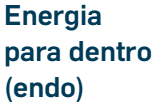 Energia
para dentro
(endo)